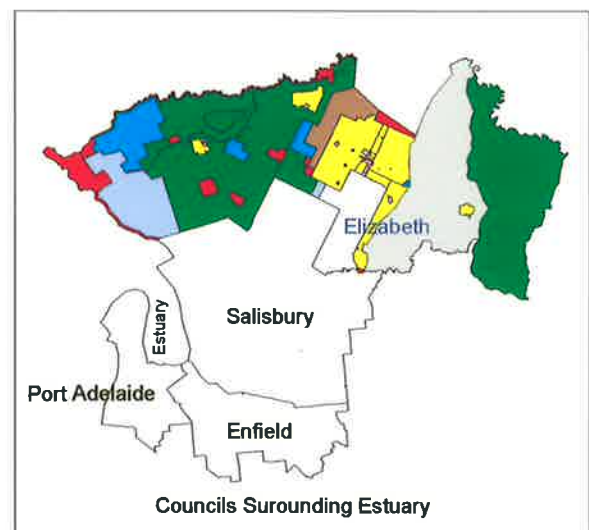 Elizabeth
Salisbury
Estuary
Port Adelaide
Enfield
Councils Surounding Estuary